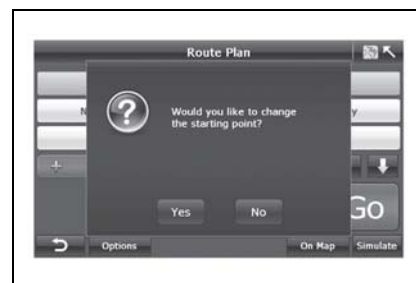 Route Plan
N
y
?
Would you like to change
the starting point?
+
Yes
No
Go
Options
On Map
Simulate